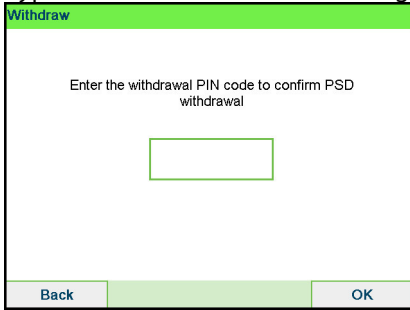 Withdraw
Enter the withdrawal PIN code to confirm PSD
withdrawal
Back
OK